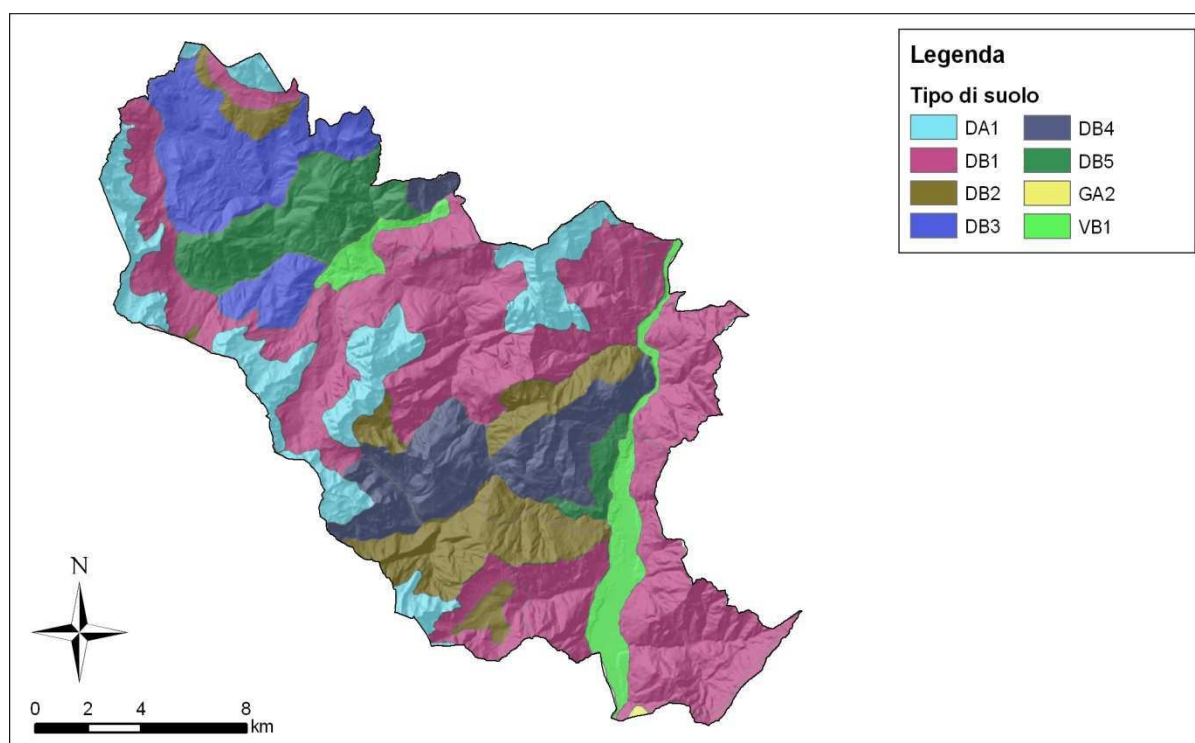 Legenda
Tipo di suolo
DA1 DB4
DB1 DB5
DB2 GA2
DB3 VB1
N
0 2 4 8
km